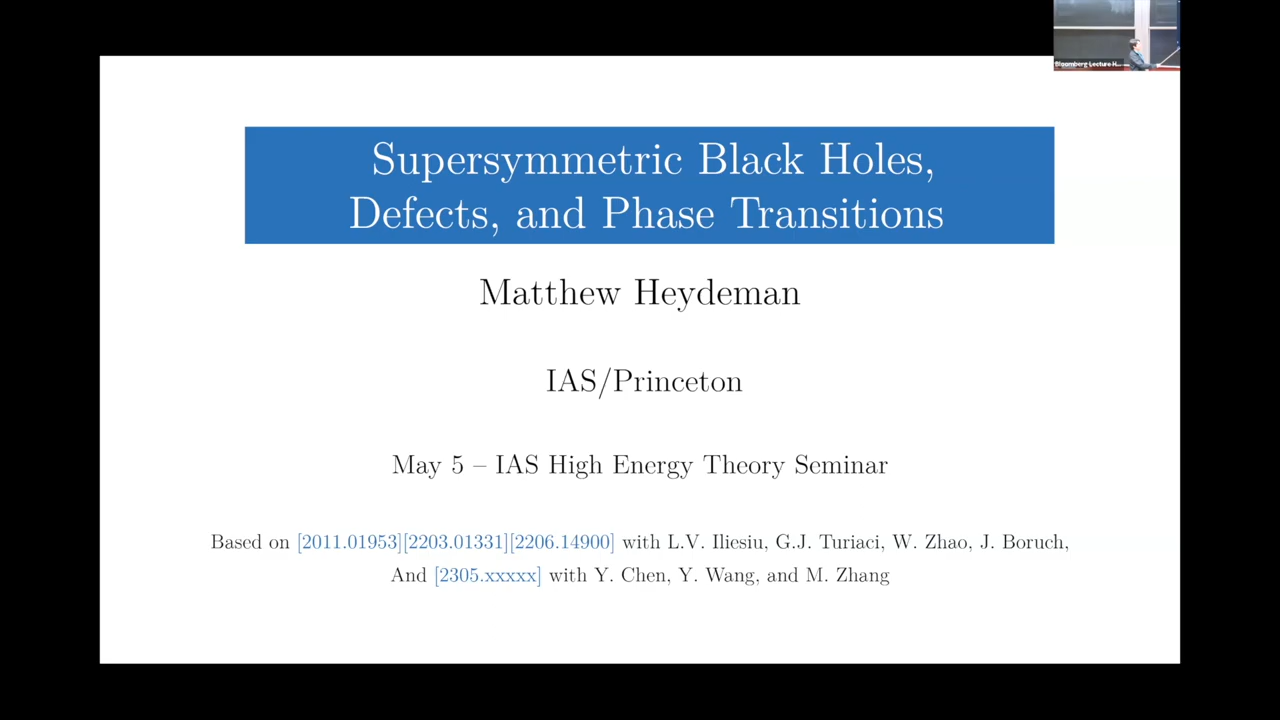 Bloomberg Lecture H...
Supersymmetric Black Holes,
Defects, and Phase Transitions
Matthew Heydeman
IAS/Princeton
May 5 – IAS High Energy Theory Seminar
Based on [2011.01953][2203.01331][2206.14900] with L.V. Iliesiu, G.J. Turiaci, W. Zhao, J. Boruch,
And [2305.xxxxx] with Y. Chen, Y. Wang, and M. Zhang